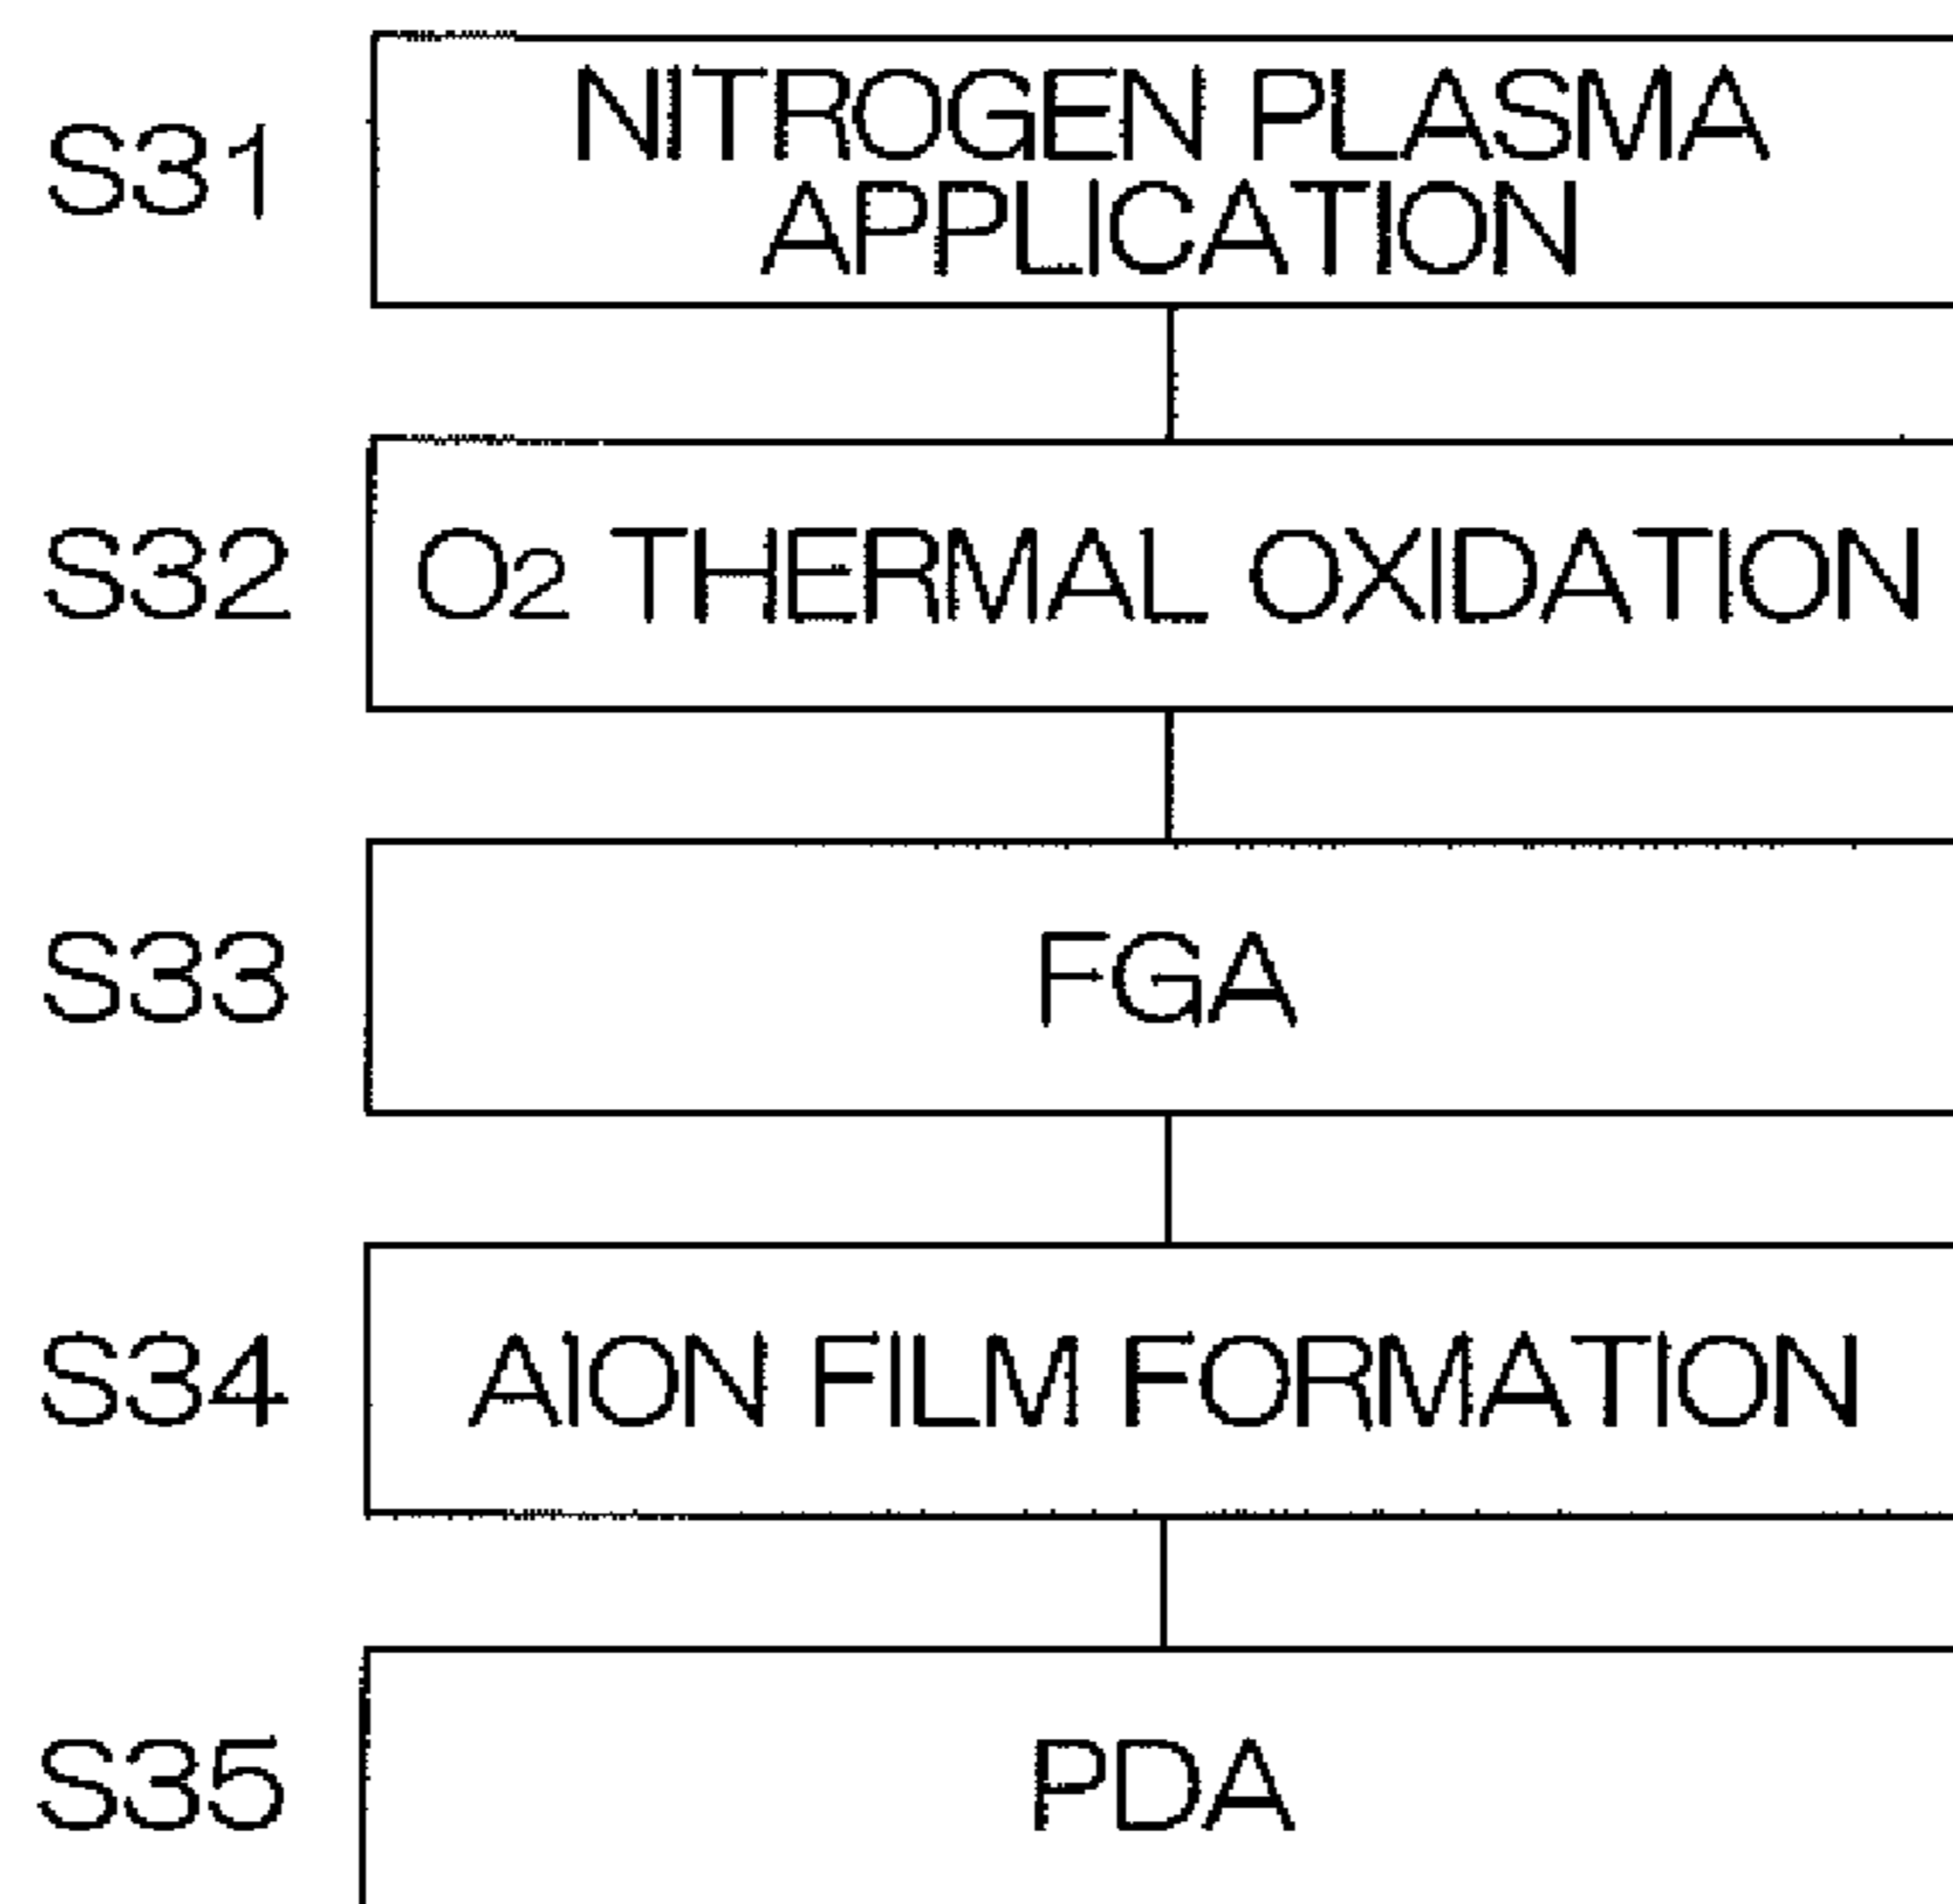 S31
NITROGEN PLASMA
APPLICATION
S32
O2 THERMAL OXIDATION
S33
FGA
S34
AlON FILM FORMATION
S35
PDA